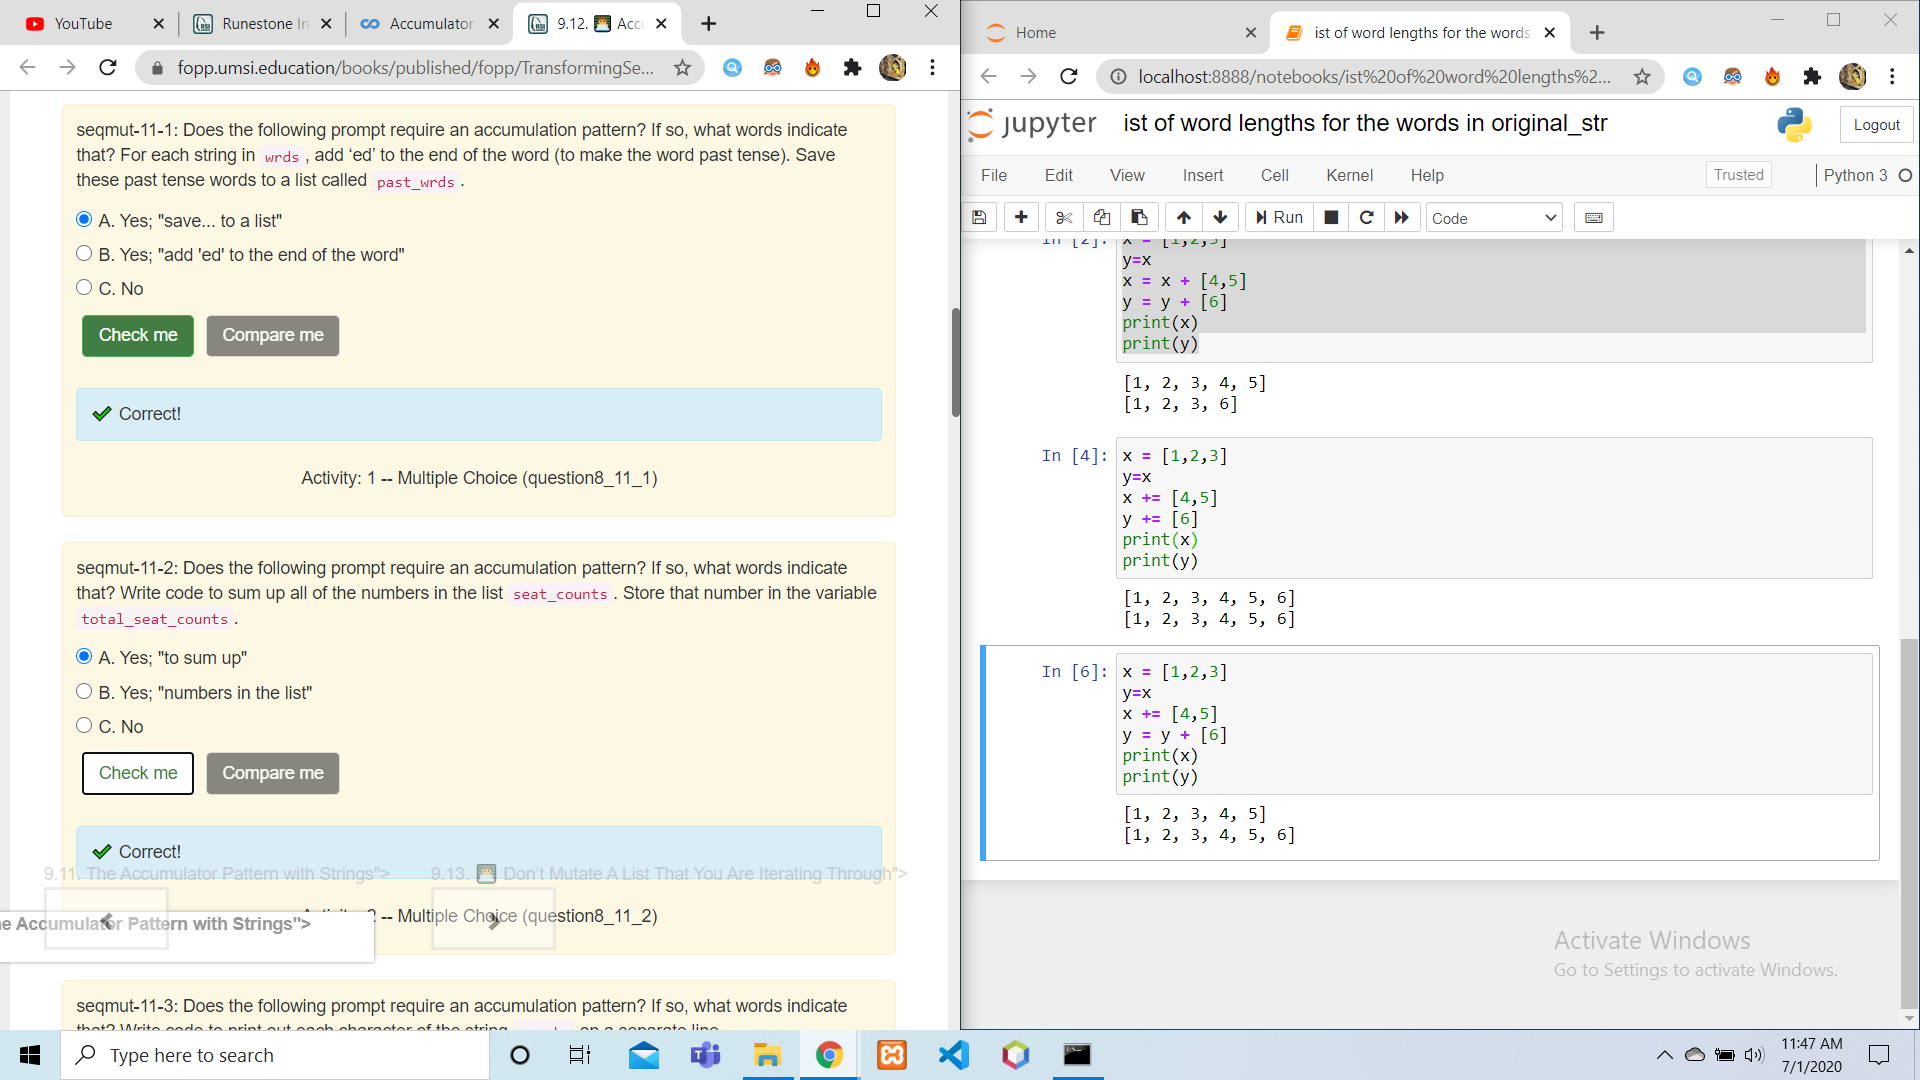 YouTube
Runestone In
Accumulator
9.12. Accu
fopp.umsi.education/books/published/fopp/TransformingSe...
seqmut-11-1: Does the following prompt require an accumulation pattern? If so, what words indicate
that? For each string in wrds , add ‘ed’ to the end of the word (to make the word past tense). Save
these past tense words to a list called past_wrds .
A. Yes; "save... to a list"
B. Yes; "add 'ed' to the end of the word"
C. No
Check me
Compare me
Correct!
Activity: 1 -- Multiple Choice (question8_11_1)
seqmut-11-2: Does the following prompt require an accumulation pattern? If so, what words indicate
that? Write code to sum up all of the numbers in the list seat_counts . Store that number in the variable
total_seat_counts .
A. Yes; "to sum up"
B. Yes; "numbers in the list"
C. No
Check me
Compare me
Correct!
9.11. The Accumulator Pattern with Strings">
9.13. Don't Mutate A List That You Are Iterating Through">
-- Multiple Choice (question8_11_2)
e Accumulator Pattern with Strings">
seqmut-11-3: Does the following prompt require an accumulation pattern? If so, what words indicate
that? Write code to print out each character of the string on a separate line
Home
ist of word lengths for the words
localhost:8888/notebooks/ist%20of%20word%20lengths%2...
jupyter
ist of word lengths for the words in original_str
Logout
File
Edit
View
Insert
Cell
Kernel
Help
Trusted
Python 3
Run
Code
In [2]: x = [1,2,3]
y=x
x = x + [4,5]
y = y + [6]
print(x)
print(y)
[1, 2, 3, 4, 5]
[1, 2, 3, 6]
In [4]: x = [1,2,3]
y=x
x += [4,5]
y += [6]
print(x)
print(y)
[1, 2, 3, 4, 5, 6]
[1, 2, 3, 4, 5, 6]
In [6]: x = [1,2,3]
y=x
x += [4,5]
y = y + [6]
print(x)
print(y)
[1, 2, 3, 4, 5]
[1, 2, 3, 4, 5, 6]
Activate Windows
Go to Settings to activate Windows.
Type here to search
11:47 AM
7/1/2020